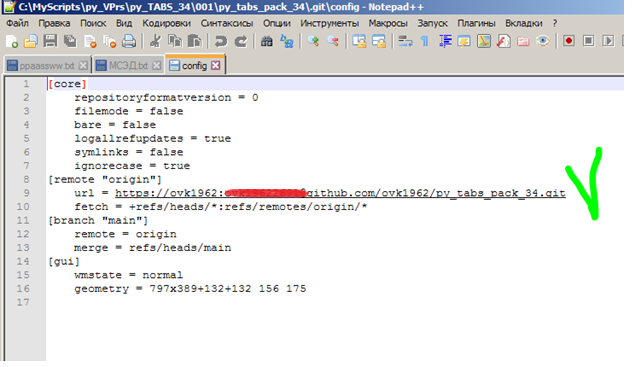 C:\MyScripts\py_VPrs\py_TABS_34\001\py_tabs_pack_34\.git\config - Notepad++
Файл Правка Поиск Вид Кодировки Синтаксисы Опции Инструменты Макросы Запуск Плагины Вкладки ?
ppaassww.txt МСЭД.txt config
1 [core]
2 repositoryformatversion = 0
3 filemode = false
4 bare = false
5 logallrefupdates = true
6 symlinks = false
7 ignorecase = true
8 [remote "origin"]
9 url = https://ovk1962: github.com/ovk1962/py_tabs_pack_34.git
10 fetch = +refs/heads/*:refs/remotes/origin/*
11 [branch "main"]
12 remote = origin
13 merge = refs/heads/main
14 [gui]
15 wmstate = normal
16 geometry = 797x389+132+132 156 175
17